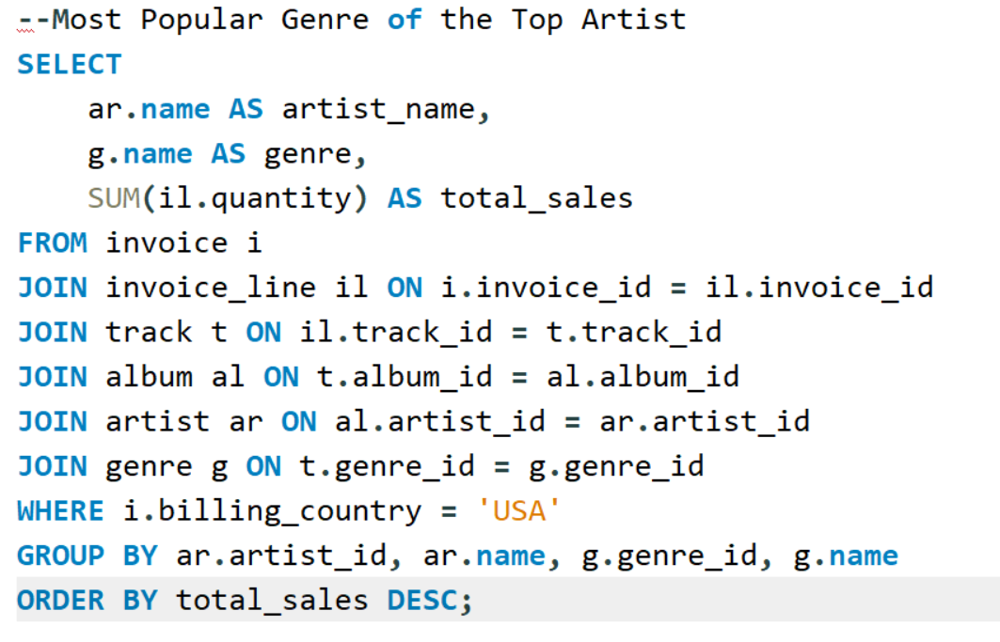 --Most Popular Genre of the Top Artist
SELECT
    ar.name AS artist_name,
    g.name AS genre,
    SUM(il.quantity) AS total_sales
FROM invoice i
JOIN invoice_line il ON i.invoice_id = il.invoice_id
JOIN track t ON il.track_id = t.track_id
JOIN album al ON t.album_id = al.album_id
JOIN artist ar ON al.artist_id = ar.artist_id
JOIN genre g ON t.genre_id = g.genre_id
WHERE i.billing_country = 'USA'
GROUP BY ar.artist_id, ar.name, g.genre_id, g.name
ORDER BY total_sales DESC;